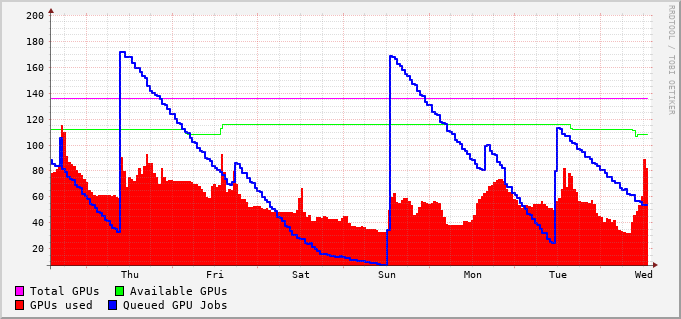 200
180
160
140
120
100
80
60
40
20
Thu Fri Sat Sun Mon Tue Wed
Total GPUs Available GPUs
GPUs used Queued GPU Jobs
RRDTOOL / TOBI OETIKER